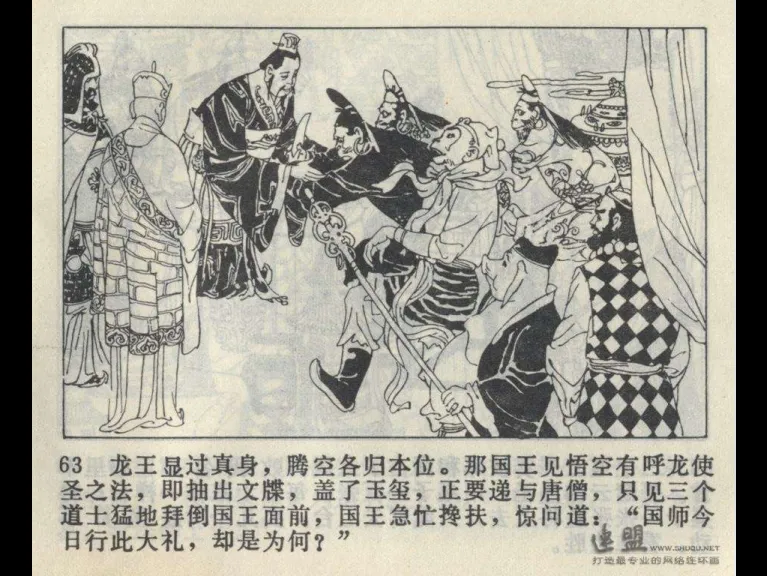 63 龙王显过真身，腾空各归本位。那国王见悟空有呼龙使
圣之法，即抽出文牒，盖了玉玺，正要递与唐僧，只见三个
道士猛地拜倒国王面前，国王急忙搀扶，惊问道：“国师今
日行此大礼，却是为何？”
连盟 WWW.SHOU.NET
打造最专业的网络连环画